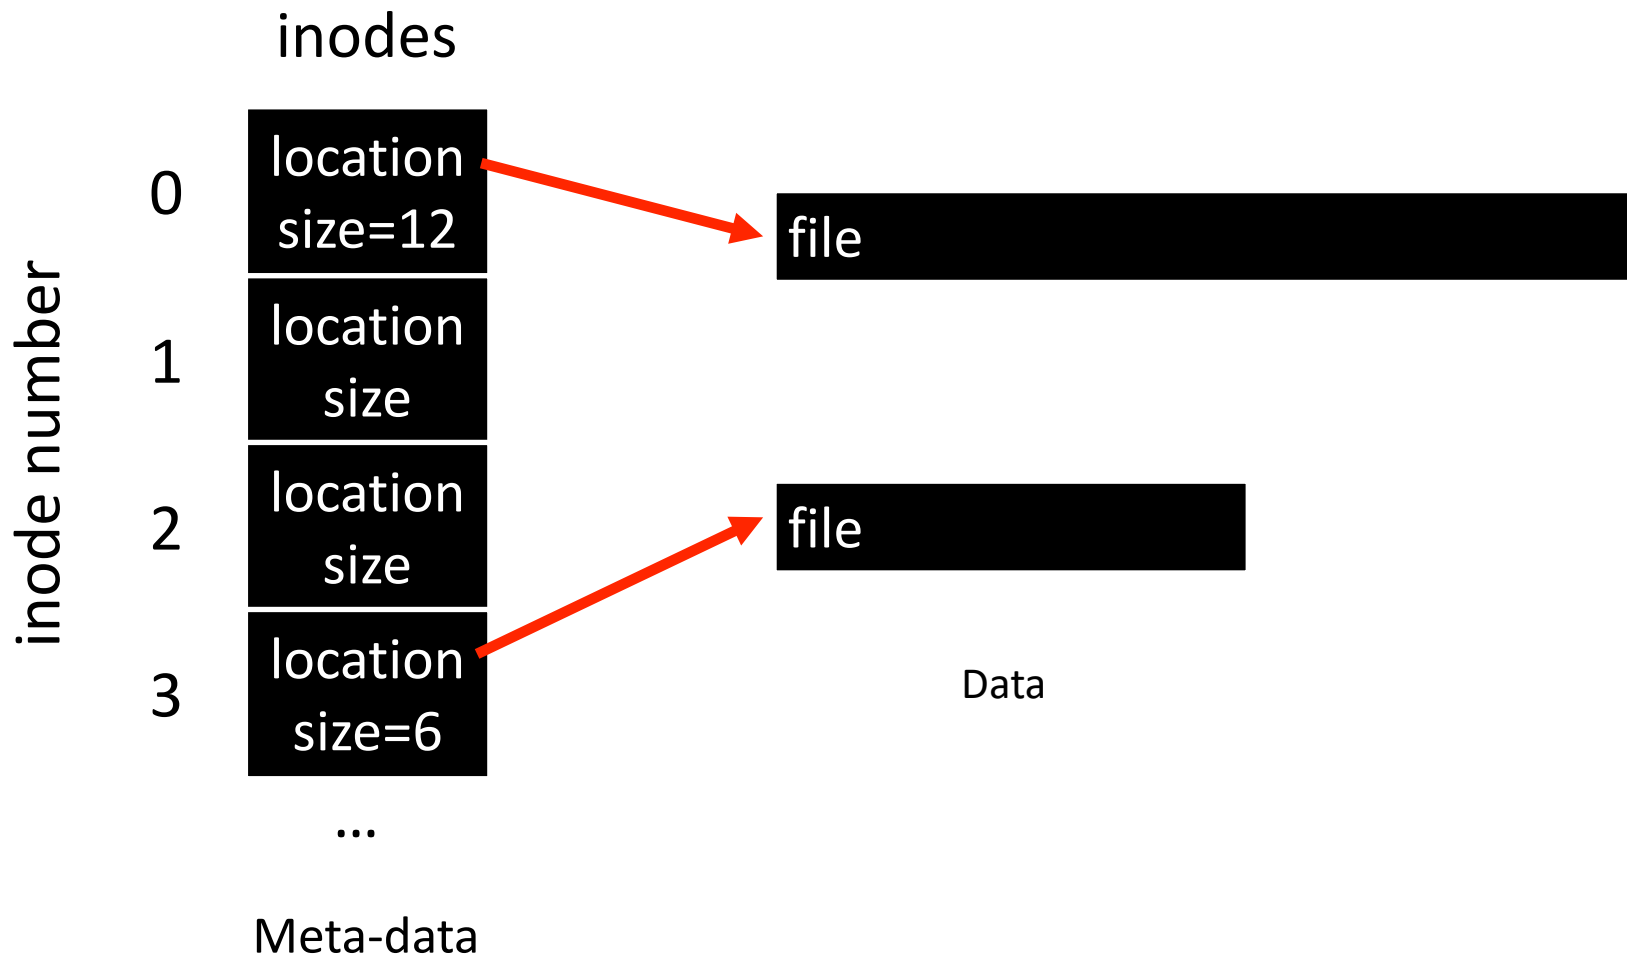 inodes
inode number
0
location
size=12
file
1
location
size
2
location
size
file
3
location
size=6
Data
...
Meta-data